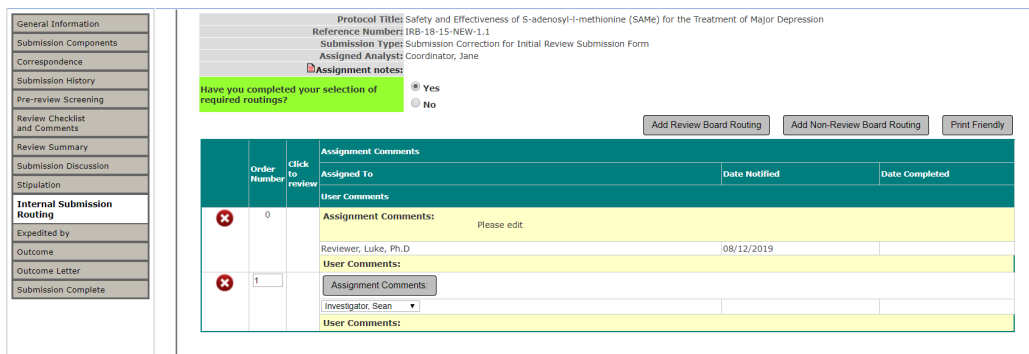 General Information
Submission Components
Correspondence
Submission History
Pre-review Screening
Review Checklist
and Comments
Review Summary
Submission Discussion
Stipulation
Internal Submission
Routing
Expedited by
Outcome
Outcome Letter
Submission Complete
Protocol Title: Safety and Effectiveness of S-adenosyl-l-methionine (SAMe) for the Treatment of Major Depression
Reference Number: IRB-18-15-NEW-1.1
Submission Type: Submission Correction for Initial Review Submission Form
Assigned Analyst: Coordinator, Jane
Assignment notes:
Have you completed your selection of
required routings?
Yes
No
Add Review Board Routing Add Non-Review Board Routing Print Friendly
Order
Number
Click
to
review
Assignment Comments
Assigned To Date Notified Date Completed
User Comments
0
Assignment Comments:
Please edit
Reviewer, Luke, Ph.D 08/12/2019
User Comments:
1
Assignment Comments:
Investigator, Sean
User Comments: